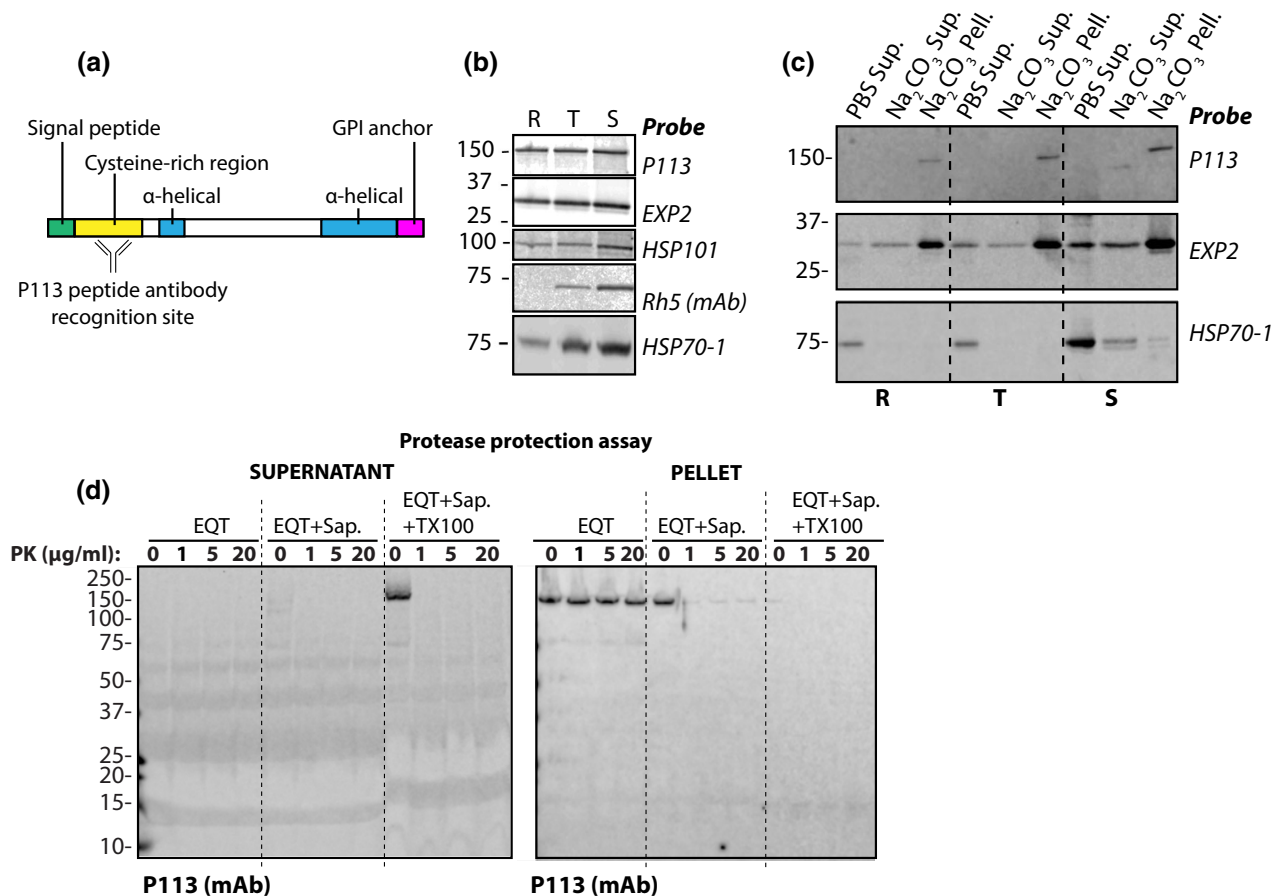 (a)
Signal peptide
GPI anchor
Cysteine-rich region
α-helical
α-helical
P113 peptide antibody
recognition site
(b)
R T S Probe
150 - P113
37 -
25 - EXP2
100 - HSP101
75 - Rh5 (mAb)
75 - HSP70-1
(c)
PBS Sup.
Na2CO3 Sup.
Na2CO3 Pell.
PBS Sup.
Na2CO3 Sup.
Na2CO3 Pell.
PBS Sup.
Na2CO3 Sup.
Na2CO3 Pell.
Probe
150- P113
37-
EXP2
25-
75- HSP70-1
R T S
Protease protection assay
(d)
SUPERNATANT PELLET
EQT EQT+Sap. EQT+Sap.
+TX100
EQT EQT+Sap. EQT+Sap.
+TX100
PK (µg/ml): 0 1 5 20 0 1 5 20 0 1 5 20 0 1 5 20 0 1 5 20 0 1 5 20
250-
150-
100-
75-
50-
37-
25-
20-
15-
10-
P113 (mAb) P113 (mAb)